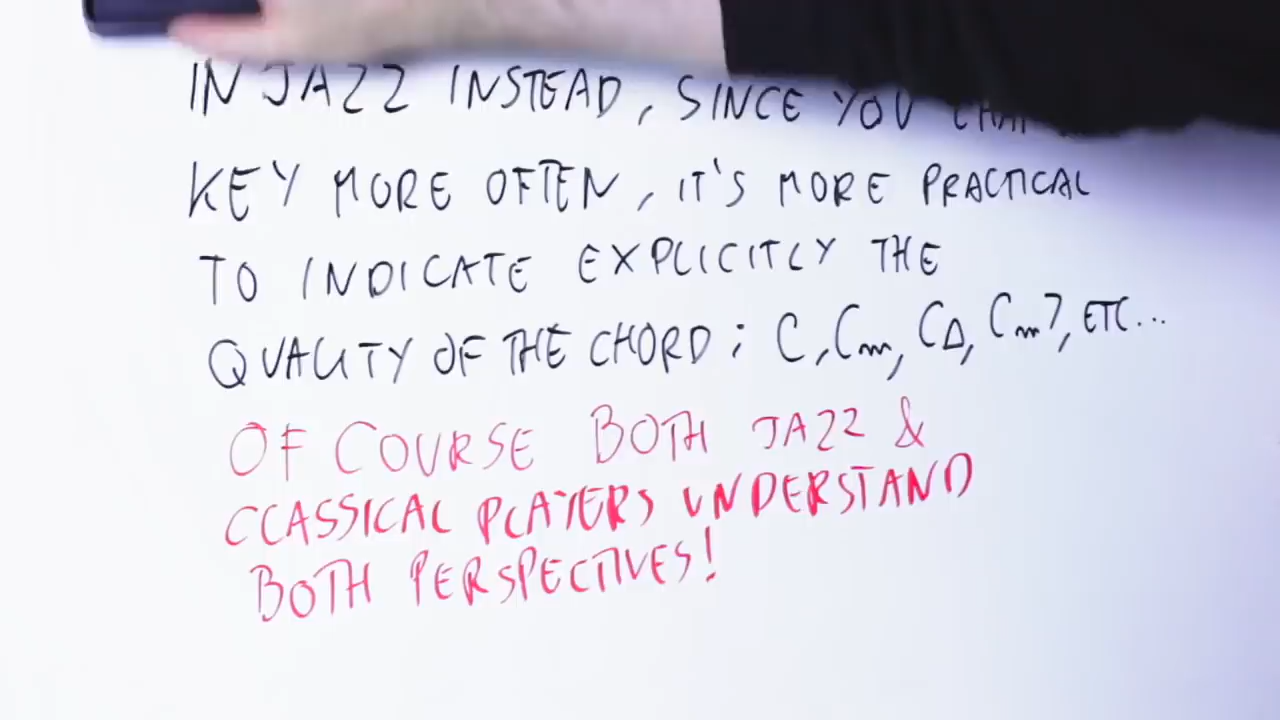 IN JAZZ INSTEAD, SINCE YOU
KEY MORE OFTEN, IT'S MORE PRACTICAL
TO INDICATE EXPLICITLY THE
QUALITY OF THE CHORD: C, Cm, CΔ, Cm7, ETC...
OF COURSE BOTH JAZZ &
CLASSICAL PLAYERS UNDERSTAND
BOTH PERSPECTIVES!